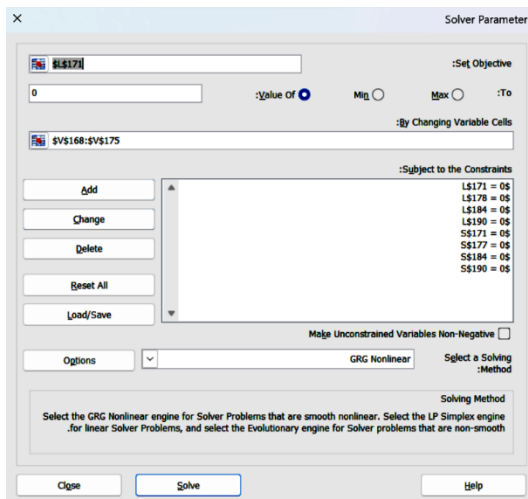 Solver Parameter
:Set Objective
$L$171
:To
Max
Min
:Value Of
0
:By Changing Variable Cells
$V$168:$V$175
:Subject to the Constraints
L$171 = 0$
L$178 = 0$
L$184 = 0$
L$190 = 0$
S$171 = 0$
S$177 = 0$
S$184 = 0$
S$190 = 0$
Add
Change
Delete
Reset All
Load/Save
Make Unconstrained Variables Non-Negative
Select a Solving
:Method
GRG Nonlinear
Options
Solving Method
Select the GRG Nonlinear engine for Solver Problems that are smooth nonlinear. Select the LP Simplex engine
.for linear Solver Problems, and select the Evolutionary engine for Solver problems that are non-smooth
Help
Solve
Close